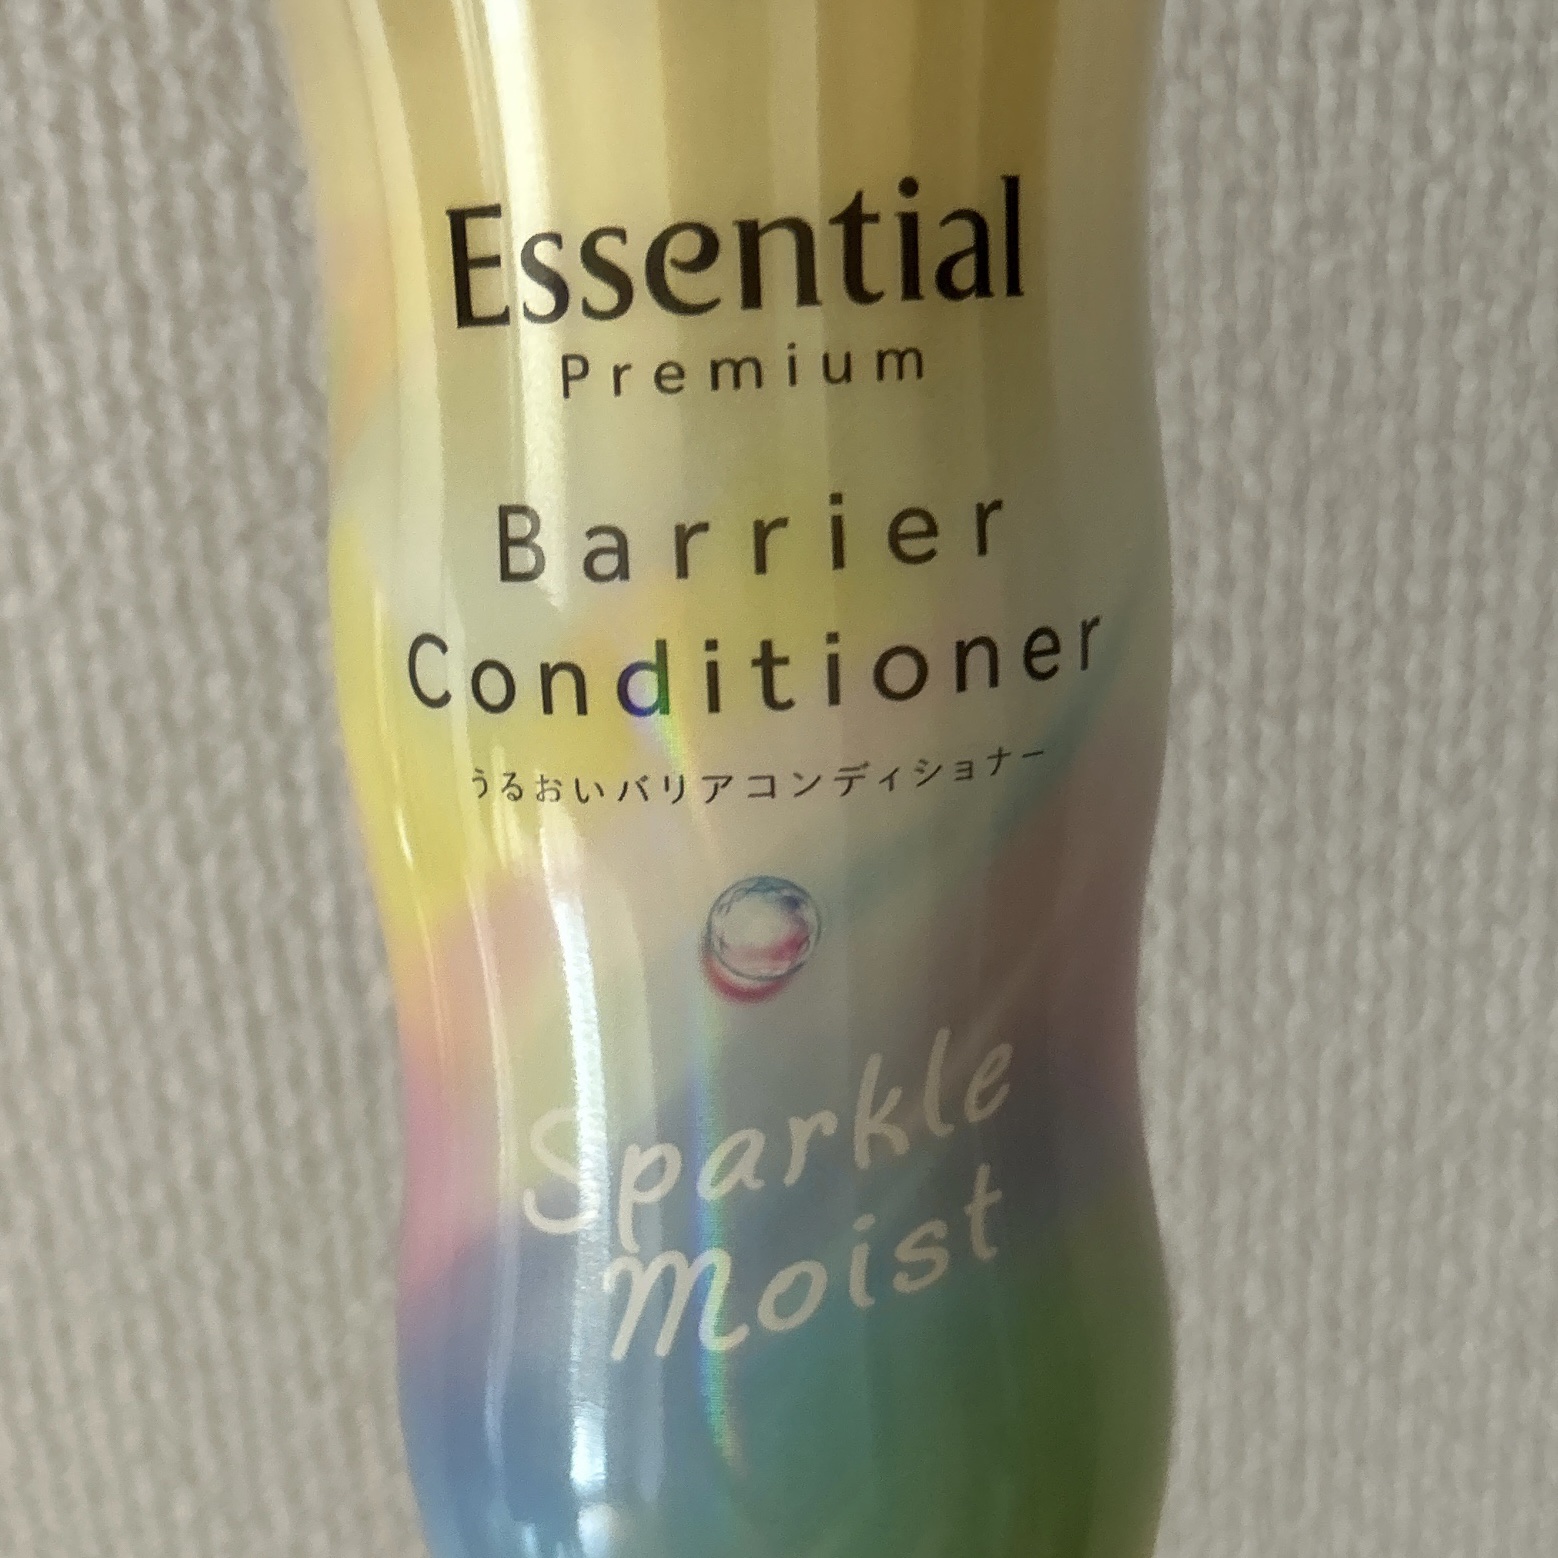 Essential
Premium
Barrier
Conditioner
うるおいバリアコンディショナー
Sparkle
Moist